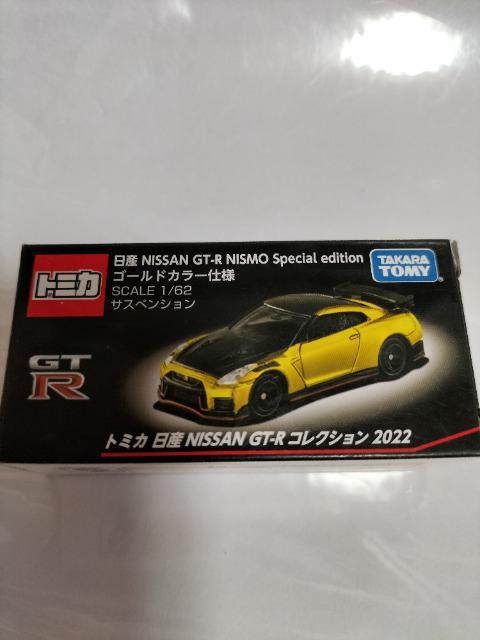 トミカ
日産 NISSAN GT-R NISMO Special edition
ゴールドカラー仕様
SCALE 1/62
サスペンション
TAKARA
TOMY
GT
R
トミカ 日産 NISSAN GT-R コレクション 2022